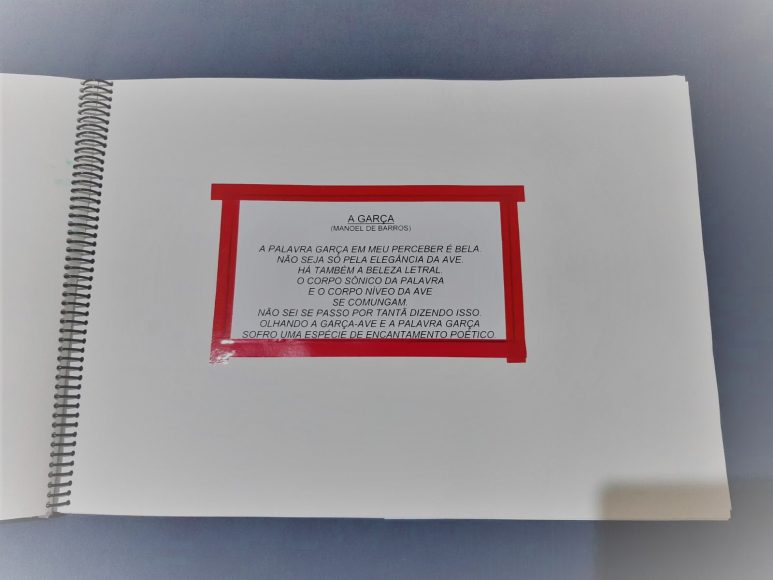 A GARÇA
(MANOEL DE BARROS)
A PALAVRA GARÇA EM MEU PERCEBER É BELA.
NÃO SEJA SÓ PELA ELEGÂNCIA DA AVE.
HÁ TAMBÉM A BELEZA LETRAL.
O CORPO SÔNICO DA PALAVRA
E O CORPO NÍVEO DA AVE
SE COMUNGAM.
NÃO SEI SE PASSO POR TANTÃ DIZENDO ISSO.
OLHANDO A GARÇA-AVE E A PALAVRA GARÇA
SOFRO UMA ESPÉCIE DE ENCANTAMENTO POÉTICO